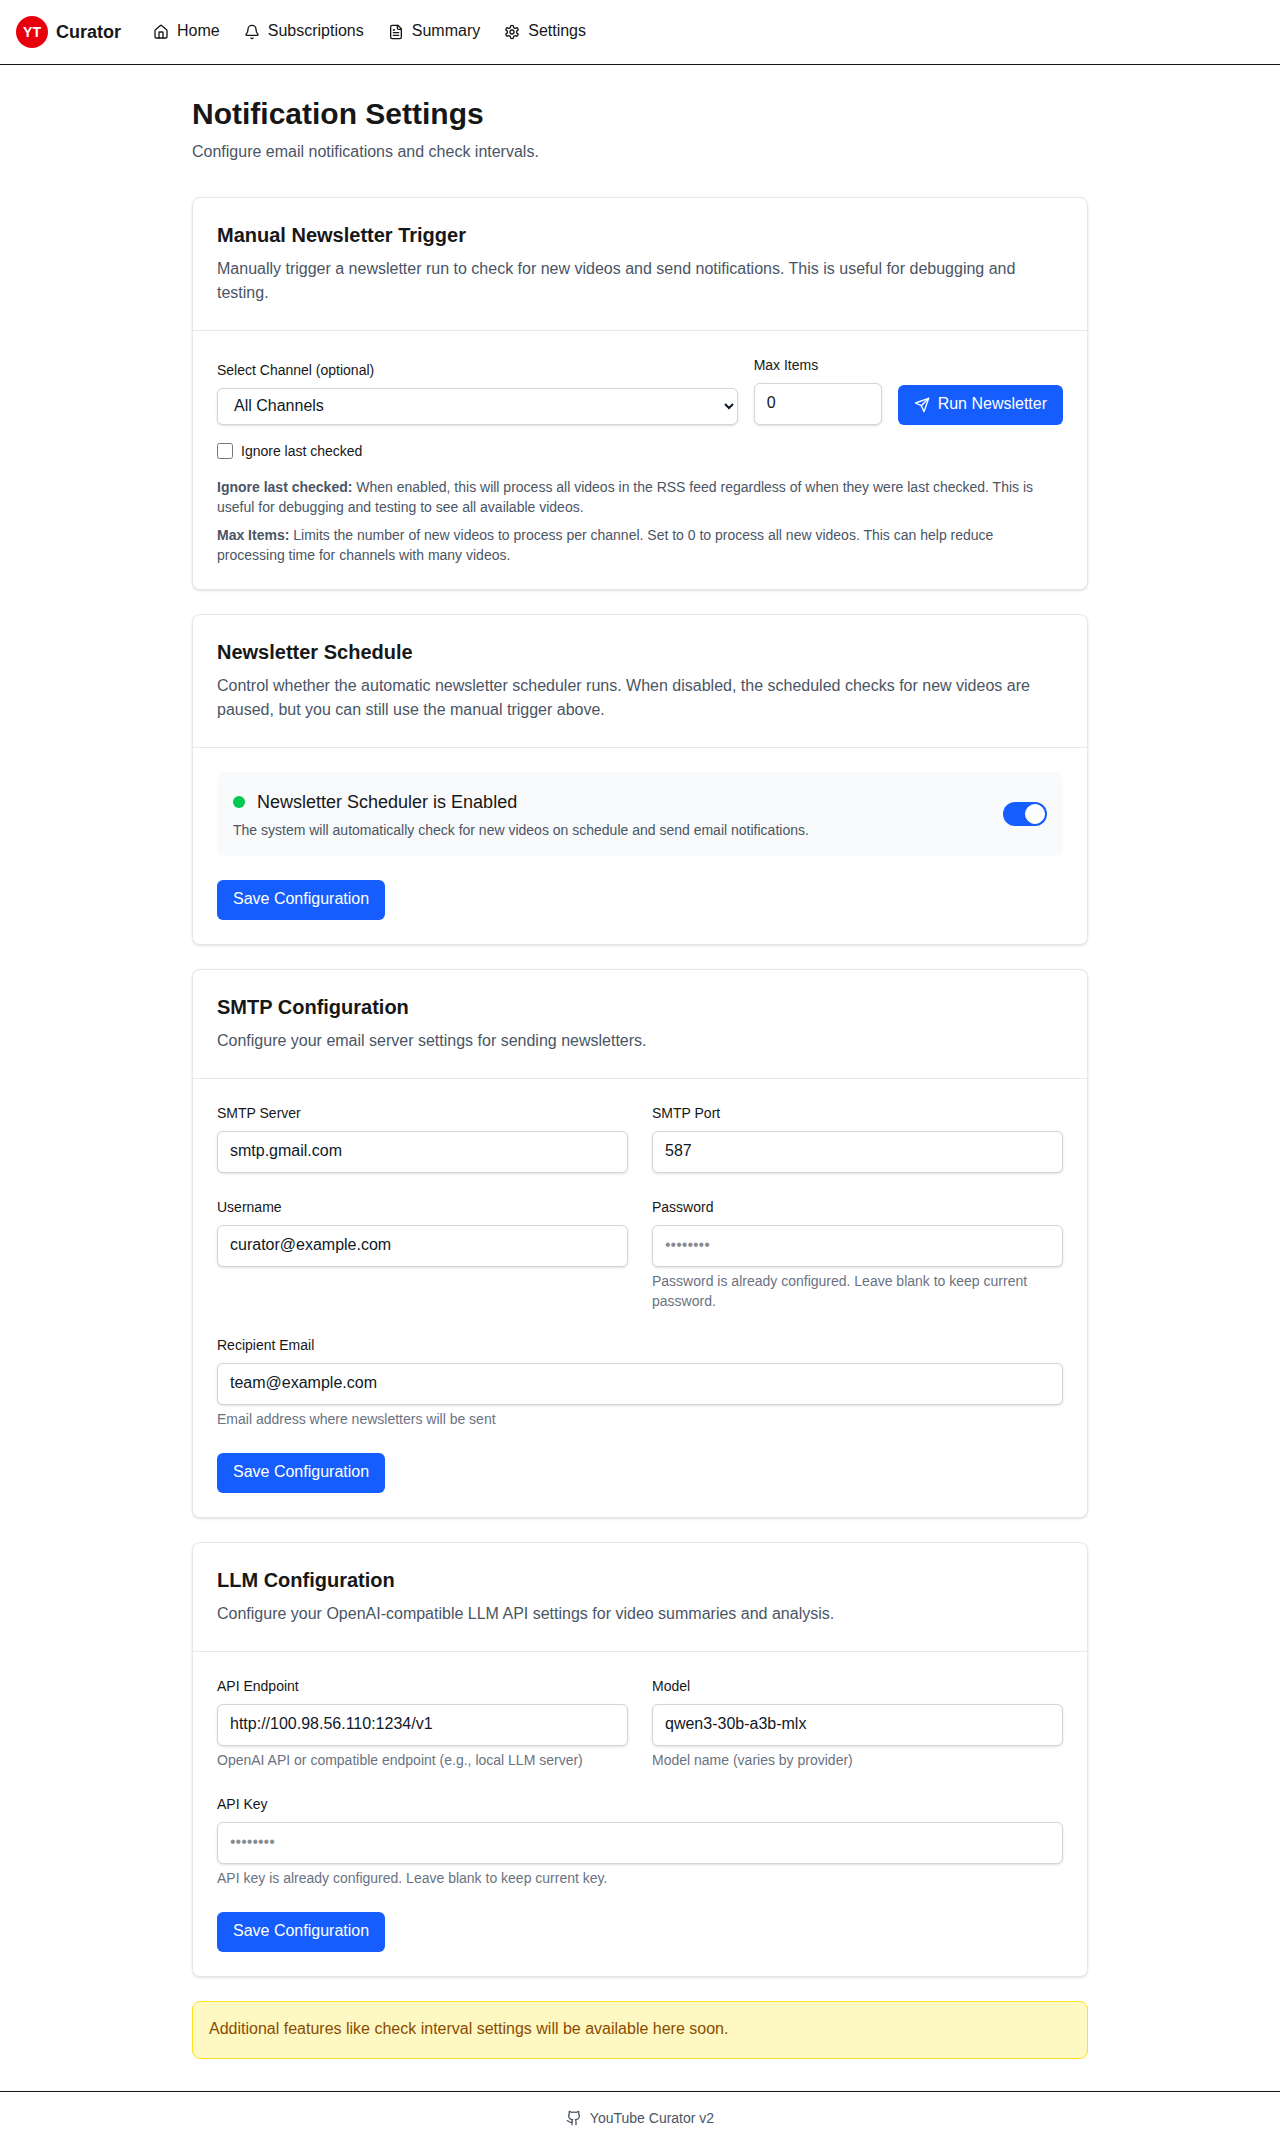 YT Curator Home Subscriptions Summary Settings
Notification Settings
Configure email notifications and check intervals.
Manual Newsletter Trigger
Manually trigger a newsletter run to check for new videos and send notifications. This is useful for debugging and
testing.
Select Channel (optional)
All Channels
Max Items
0
Run Newsletter
Ignore last checked
Ignore last checked: When enabled, this will process all videos in the RSS feed regardless of when they were last checked. This is
useful for debugging and testing to see all available videos.
Max Items: Limits the number of new videos to process per channel. Set to 0 to process all new videos. This can help reduce
processing time for channels with many videos.
Newsletter Schedule
Control whether the automatic newsletter scheduler runs. When disabled, the scheduled checks for new videos are
paused, but you can still use the manual trigger above.
Newsletter Scheduler is Enabled
The system will automatically check for new videos on schedule and send email notifications.
Save Configuration
SMTP Configuration
Configure your email server settings for sending newsletters.
SMTP Server
smtp.gmail.com
SMTP Port
587
Username
curator@example.com
Password
••••••••
Password is already configured. Leave blank to keep current
password.
Recipient Email
team@example.com
Email address where newsletters will be sent
Save Configuration
LLM Configuration
Configure your OpenAI-compatible LLM API settings for video summaries and analysis.
API Endpoint
http://100.98.56.110:1234/v1
OpenAI API or compatible endpoint (e.g., local LLM server)
Model
qwen3-30b-a3b-mlx
Model name (varies by provider)
API Key
••••••••
API key is already configured. Leave blank to keep current key.
Save Configuration
Additional features like check interval settings will be available here soon.
YouTube Curator v2